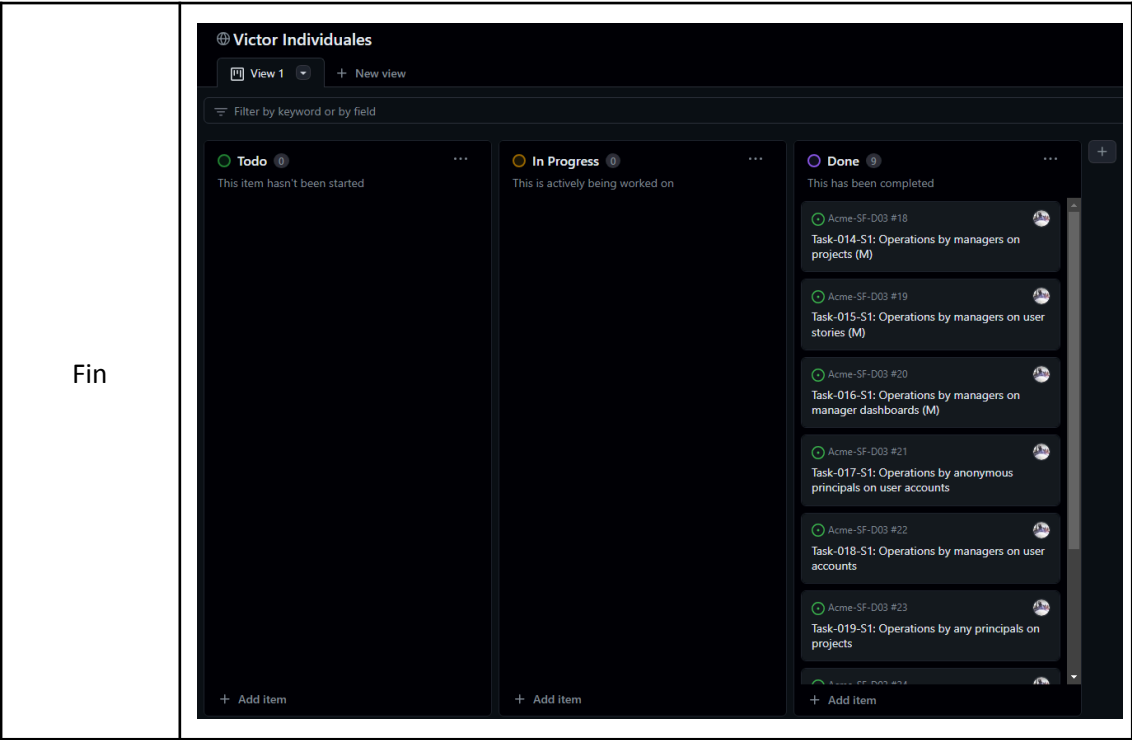 Fin
Victor Individuales
View 1
+ New view
Filter by keyword or by field
Todo 0
This item hasn't been started
+ Add item
In Progress 0
This is actively being worked on
+ Add item
Done 9
This has been completed
Acme-SF-D03 #18
Task-014-S1: Operations by managers on
projects (M)
Acme-SF-D03 #19
Task-015-S1: Operations by managers on user
stories (M)
Acme-SF-D03 #20
Task-016-S1: Operations by managers on
manager dashboards (M)
Acme-SF-D03 #21
Task-017-S1: Operations by anonymous
principals on user accounts
Acme-SF-D03 #22
Task-018-S1: Operations by managers on user
accounts
Acme-SF-D03 #23
Task-019-S1: Operations by any principals on
projects
Acme-SF-D03 #24
+ Add item